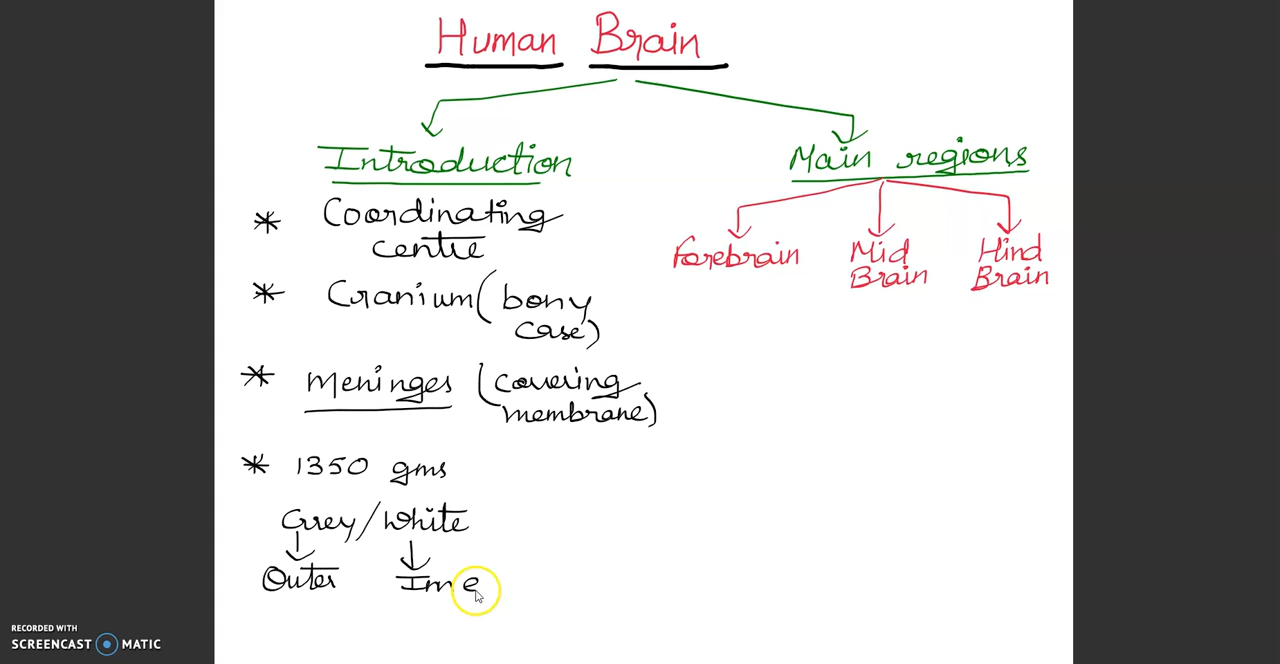 Human Brain
Introduction
* Coordinating
centre
* Cranium (bony
case)
* Meninges (covering
membrane)
* 1350 gms
Grey/White
Outer Inne
Main regions
Forebrain Mid Hind
Brain Brain
RECORDED WITH
SCREENCAST MATIC